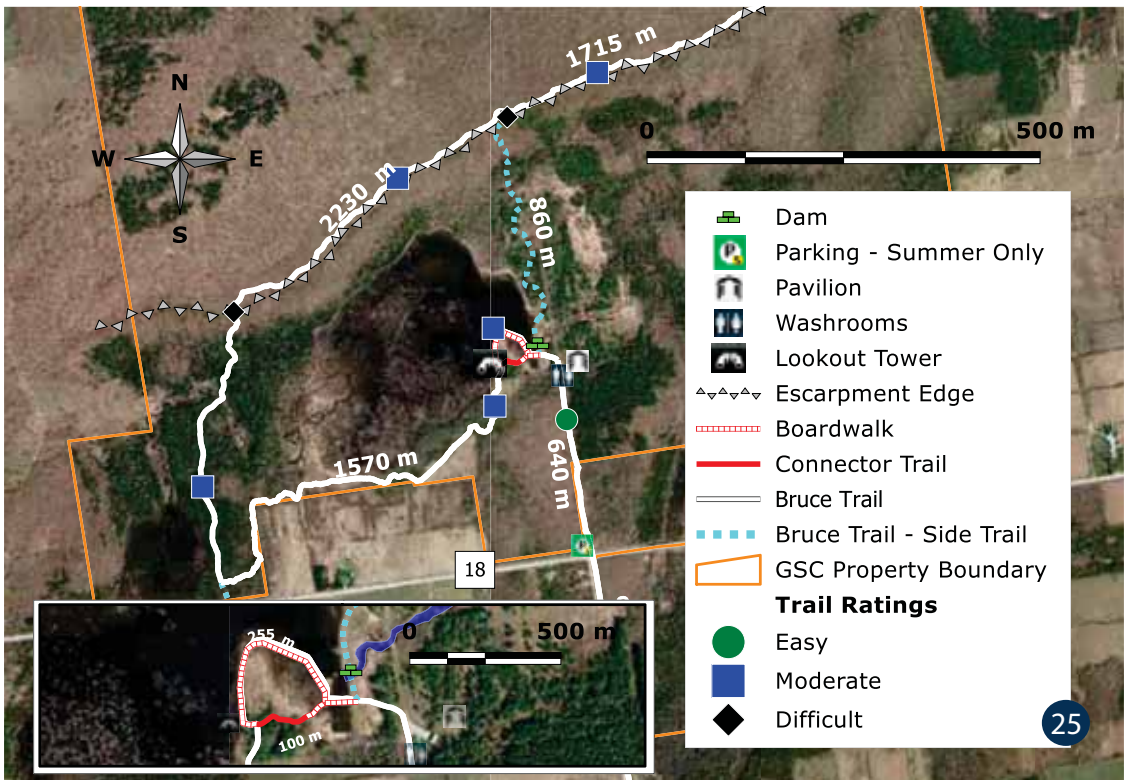 1715 m
N
0 500 m
W E
2230 m
S
860 m
Dam
Parking - Summer Only
Pavilion
Washrooms
Lookout Tower
Escarpment Edge
Boardwalk
1570 m
640 m
Connector Trail
Bruce Trail
Bruce Trail - Side Trail
18
GSC Property Boundary
Trail Ratings
Easy
Moderate
Difficult
25
255 m
0 500 m
100 m
P
P